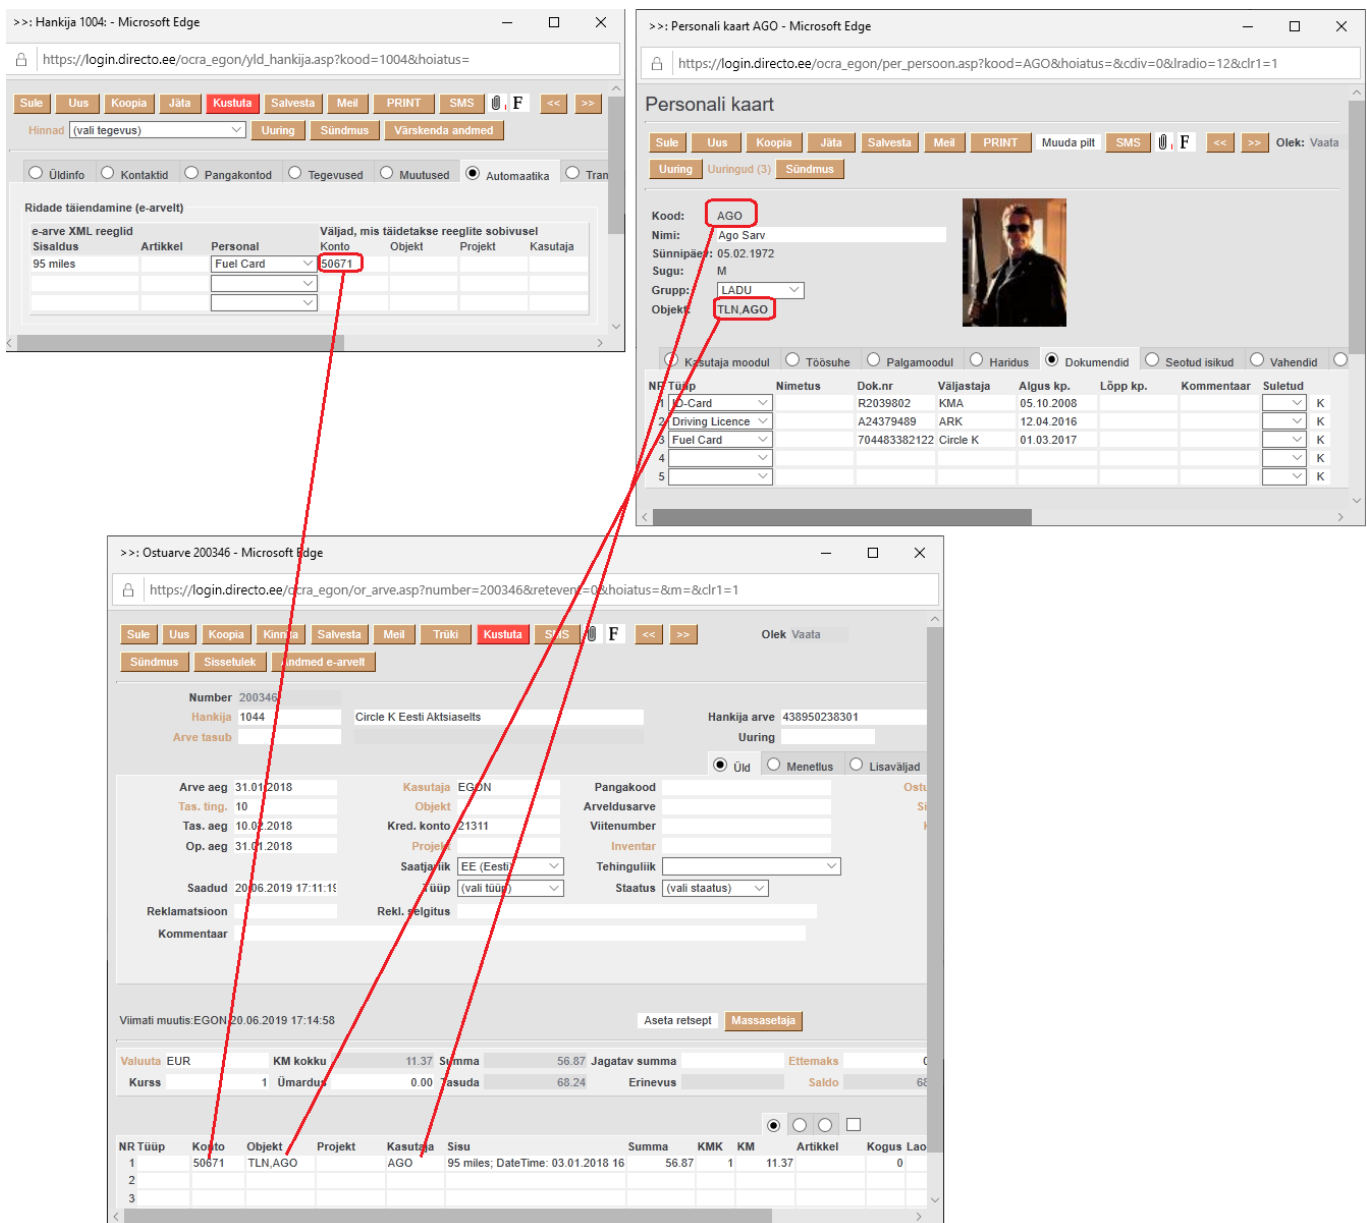 >>: Hankija 1004: - Microsoft Edge
https://login.directo.ee/ocra_egon/yld_hankija.asp?kood=1004&hoiatus=
Sule Uus Koopia Jäta Kustuta Salvesta Meil PRINT SMS F << >>
Hinnad (vali tegevus) Uuring Sündmus Värskenda andmed
Üldinfo Kontaktid Pangakontod Tegevused Muutused Automaatika Tran
Ridade täiendamine (e-arvelt)
e-arve XML reeglid Väljad, mis täidetakse reeglite sobivusel
Sisaldus Artikkel Personal Konto Objekt Projekt Kasutaja
95 miles Fuel Card 50671
>>: Personali kaart AGO - Microsoft Edge
https://login.directo.ee/ocra_egon/per_persoon.asp?kood=AGO&hoiatus=&cdiv=0&lradio=12&clr1=1
Personali kaart
Sule Uus Koopia Jäta Salvesta Meil PRINT Muuda pilt SMS F << >> Olek: Vaata
Uuring Uuringud (3) Sündmus
Kood: AGO
Nimi: Ago Sarv
Sünnipäev: 05.02.1972
Sugu: M
Grupp: LADU
Objekt: TLN,AGO
Kasutaja moodul Töösuhe Palgamoodul Haridus Dokumendid Seotud isikud Vahendid
NR Tüüp Nimetus Dok.nr Väljastaja Algus kp. Lõpp kp. Kommentaar Suletud
1 ID-Card R2039802 KMA 05.10.2008 K
2 Driving Licence A24379489 ARK 12.04.2016 K
3 Fuel Card 704483382122 Circle K 01.03.2017 K
4 K
5 K
>>: Ostuarve 200346 - Microsoft Edge
https://login.directo.ee/ocra_egon/or_arve.asp?number=200346&retevent=0&hoiatus=&m=&clr1=1
Sule Uus Koopia Kinnita Salvesta Meil Trüki Kustuta SMS F << >> Olek Vaata
Sündmus Sissetulek Andmed e-arvelt
Number 200346
Hankija 1044 Circle K Eesti Aktsiaselts Hankija arve 438950238301
Arve tasub Uuring
Üld Menetlus Lisaväljad
Arve aeg 31.01.2018 Kasutaja EGON Pangakood Ostu
Tas. ting. 10 Objekt Arveldusarve Si
Tas. aeg 10.02.2018 Kred. konto 21311 Viitenumber
Op. aeg 31.01.2018 Projekt Inventar
Saatjariik EE (Eesti) Tehinguliik
Saadud 20.06.2019 17:11:19 Tüüp (vali tüüp) Staatus (vali staatus)
Reklamatsioon Rekl. selgitus
Kommentaar
Viimati muutis:EGON 20.06.2019 17:14:58 Aseta retsept Massasetaja
Valuuta EUR KM kokku 11.37 Summa 56.87 Jagatav summa Ettemaks 0
Kurss 1 Ümardus 0.00 Tasuda 68.24 Erinevus Saldo 68
NR Tüüp Konto Objekt Projekt Kasutaja Sisu Summa KMK KM Artikkel Kogus Lao
1 50671 TLN,AGO AGO 95 miles; DateTime: 03.01.2018 16 56.87 1 11.37 0
2
3